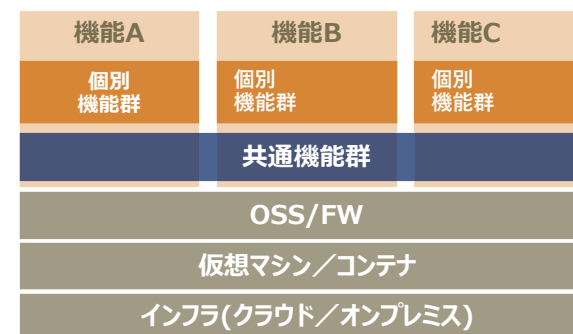 機能A 機能B 機能C
個別 個別 個別
機能群 機能群 機能群
共通機能群
OSS/FW
仮想マシン／コンテナ
インフラ(クラウド／オンプレミス)